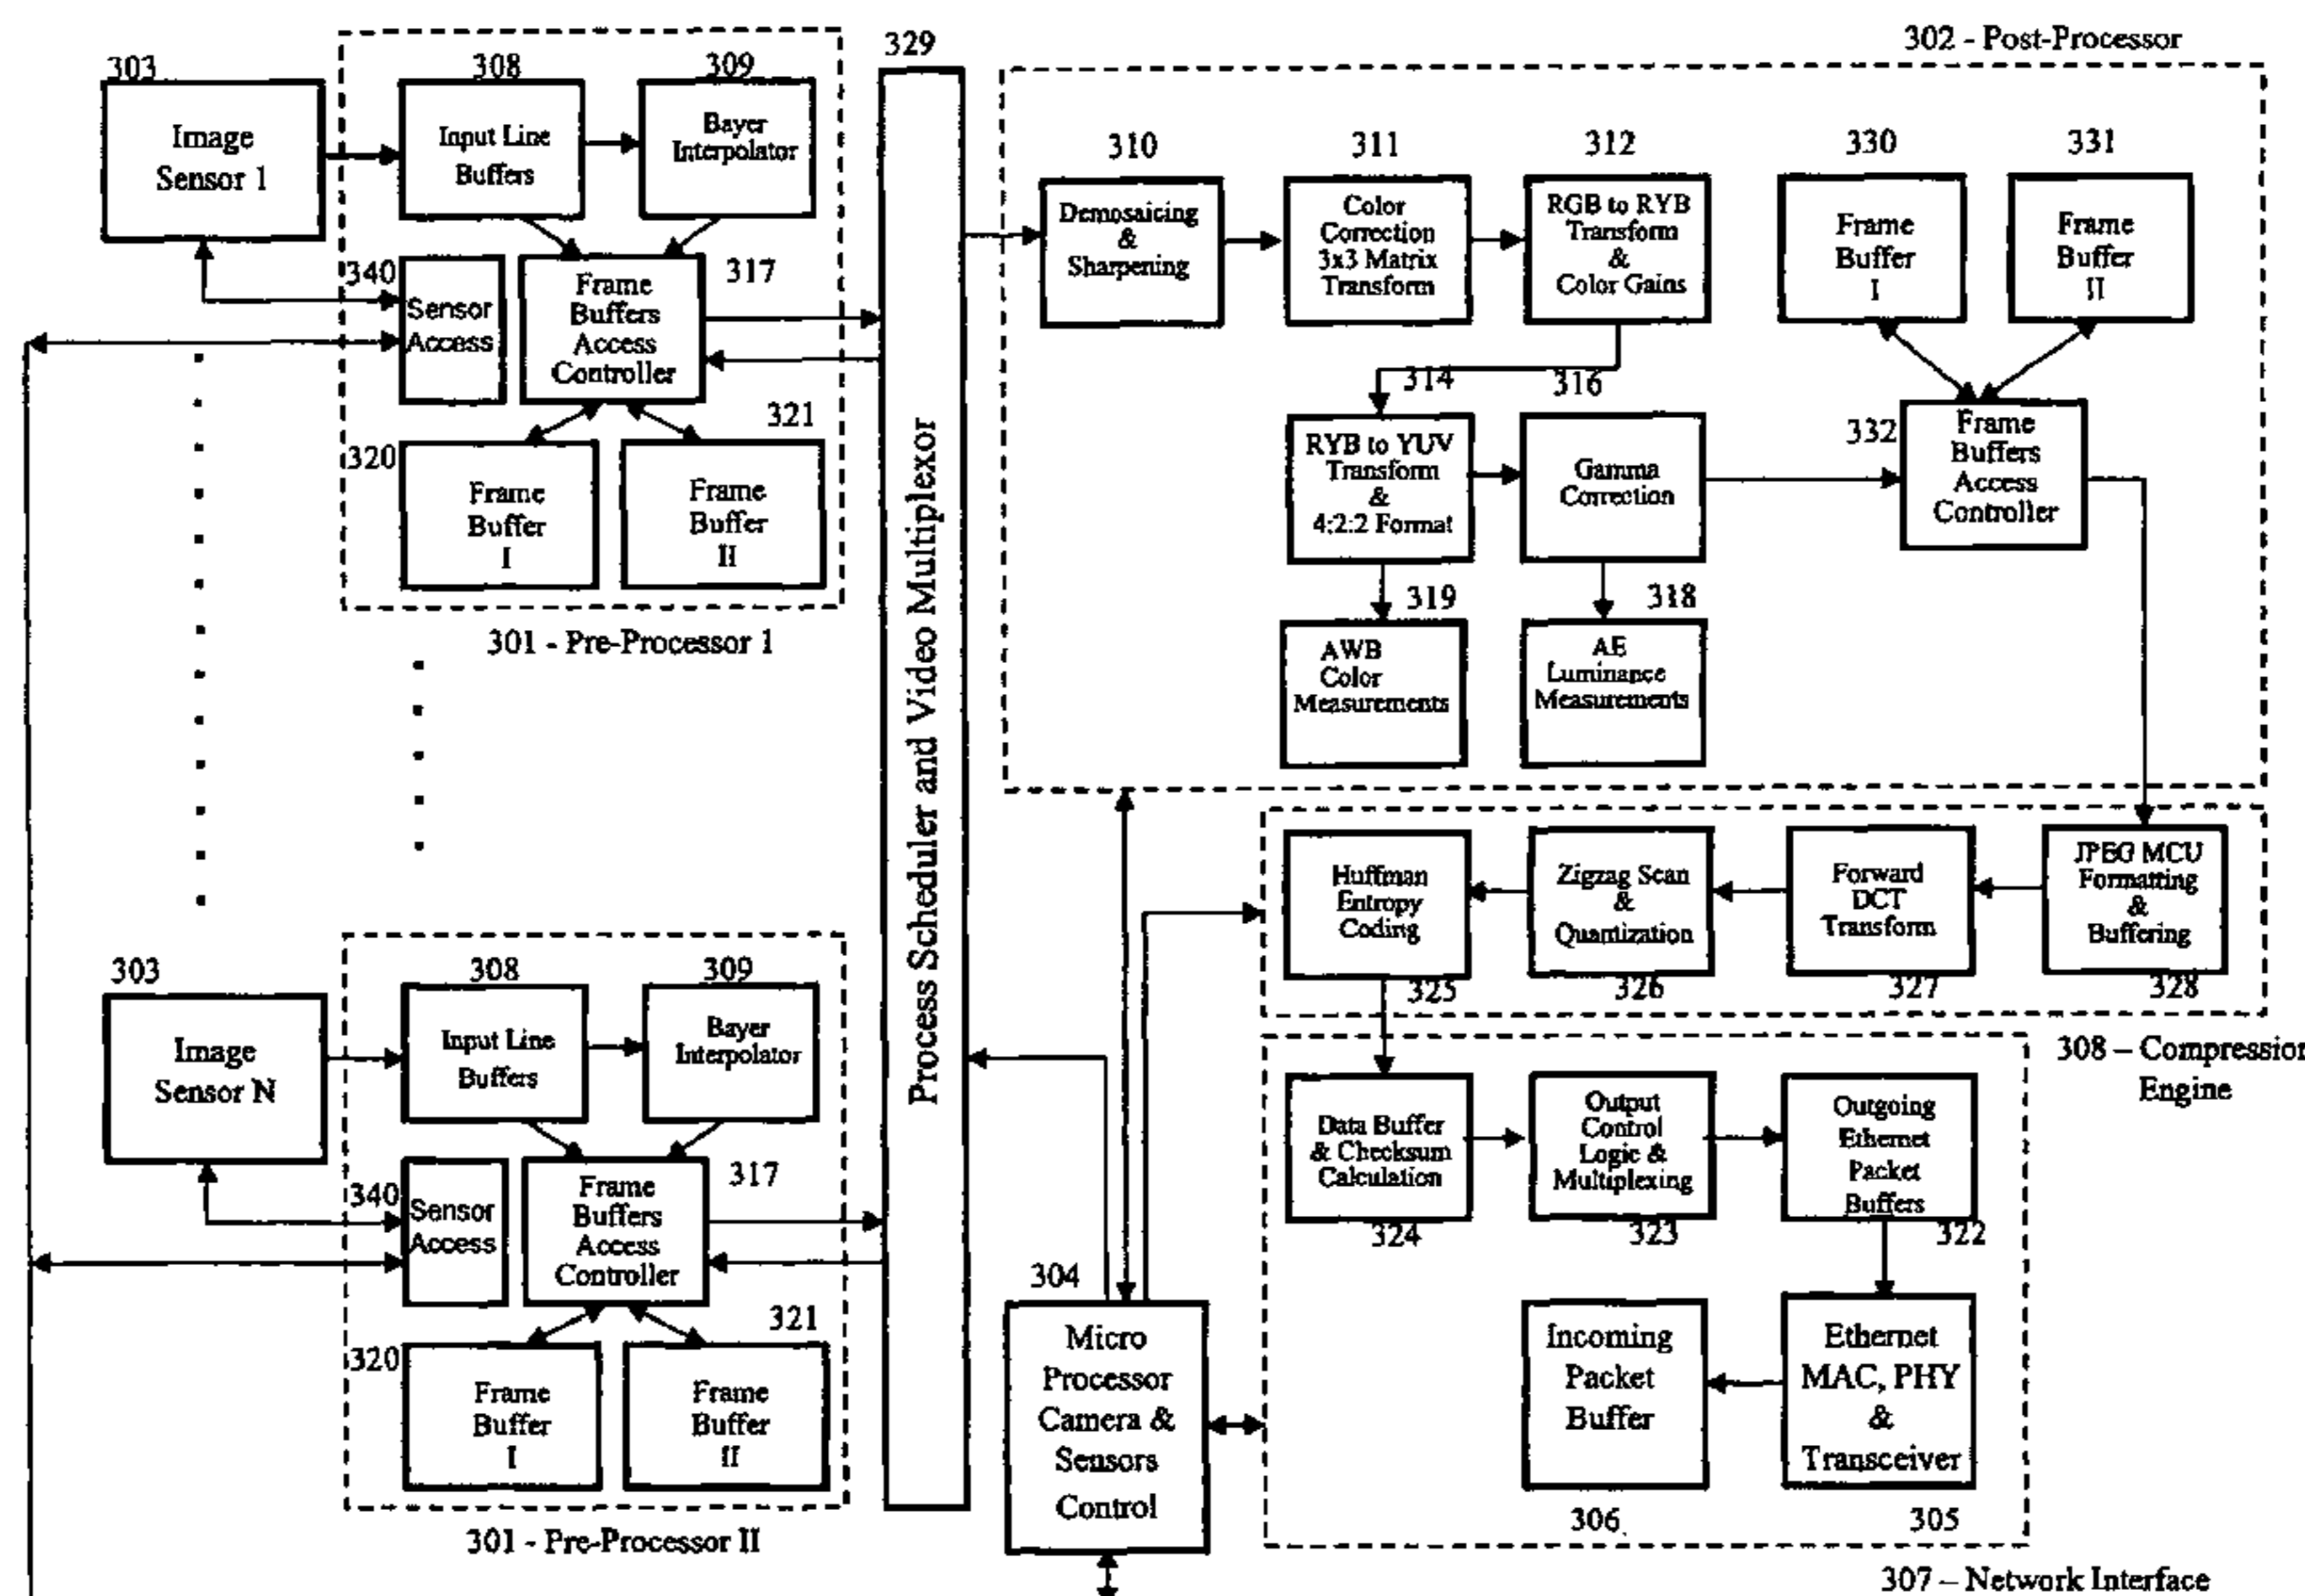 302 - Post-Processor
303
Image
Sensor 1
308
Input Line
Buffers
309
Bayer
Interpolator
340
Sensor
Access
317
Frame
Buffers
Access
Controller
320
Frame
Buffer
I
321
Frame
Buffer
II
301 - Pre-Processor 1
303
Image
Sensor N
308
Input Line
Buffers
309
Bayer
Interpolator
340
Sensor
Access
317
Frame
Buffers
Access
Controller
320
Frame
Buffer
I
321
Frame
Buffer
II
301 - Pre-Processor II
329
Process Scheduler and Video Multiplexor
310
Demosaicing
&
Sharpening
311
Color
Correction
3x3 Matrix
Transform
312
RGB to RYB
Transform
&
Color Gains
330
Frame
Buffer
I
331
Frame
Buffer
II
314
RYB to YUV
Transform
&
4:2:2 Format
316
Gamma
Correction
332
Frame
Buffers
Access
Controller
319
AWB
Color
Measurements
318
AE
Luminance
Measurements
Huffman
Entropy
Coding
325
Zigzag Scan
&
Quantization
326
Forward
DCT
Transform
327
JPEG MCU
Formatting
&
Buffering
328
308 – Compression
Engine
Data Buffer
& Checksum
Calculation
324
Output
Control
Logic &
Multiplexing
323
Outgoing
Ethernet
Packet
Buffers
322
304
Micro
Processor
Camera &
Sensors
Control
Incoming
Packet
Buffer
306
Ethernet
MAC, PHY
&
Transceiver
305
307 – Network Interface